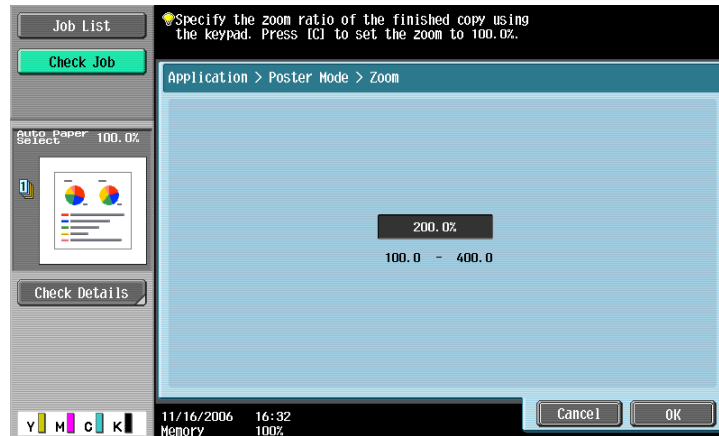 Job List
Check Job
Specify the zoom ratio of the finished copy using
the keypad. Press [C] to set the zoom to 100.0%.
Application > Poster Mode > Zoom
Auto Paper
Select
100.0%
1
200.0%
100.0 - 400.0
Check Details
Y M C K
11/16/2006 16:32
Memory 100%
Cancel
OK